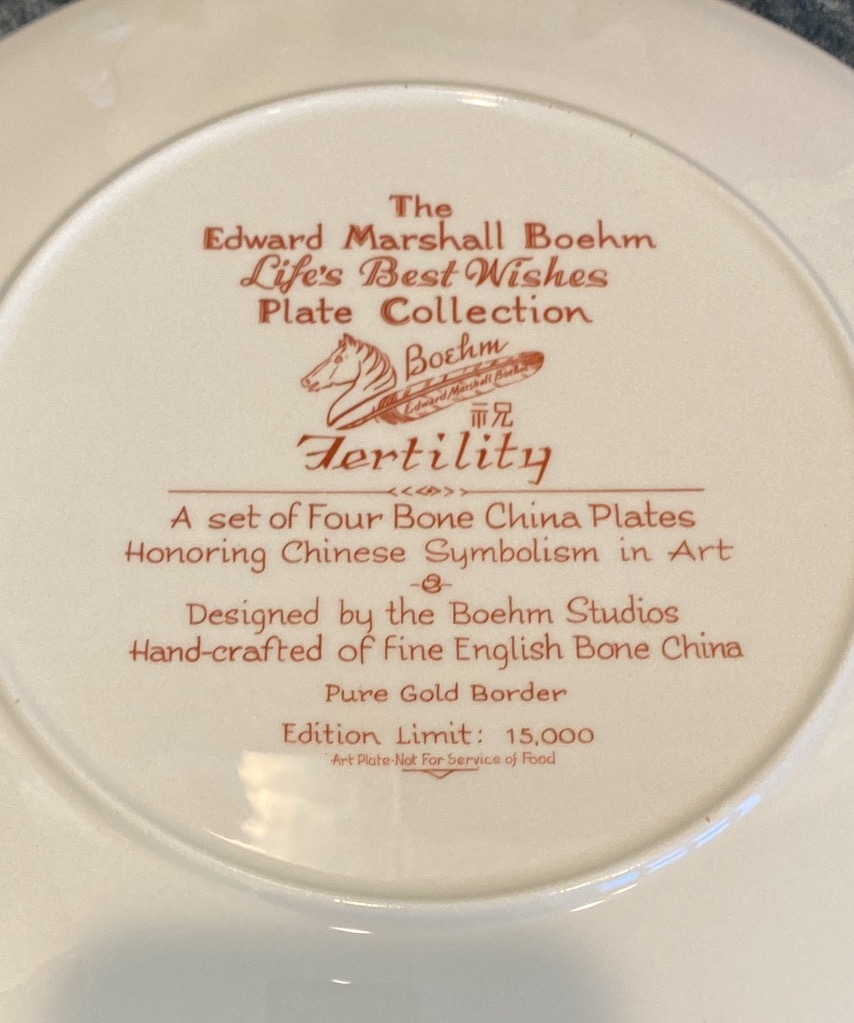 The
Edward Marshall Boehm
Life's Best Wishes
Plate Collection
Boehm
Edward Marshall Boehm
祝
Fertility
A set of Four Bone China Plates
Honoring Chinese Symbolism in Art
Designed by the Boehm Studios
Hand-crafted of Fine English Bone China
Pure Gold Border
Edition Limit: 15,000
Art Plate-Not For Service of Food